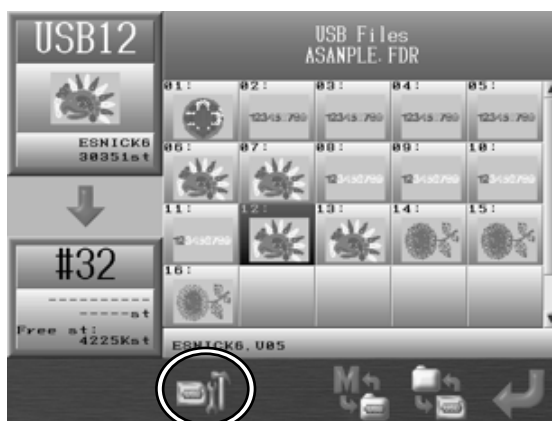 USB12
ESNICK6
30351st
#32
----------
-----st
Free st:
4225Kst
USB Files
ASANPLE.FDR
01: 02: 03: 04: 05:
06: 07: 08: 09: 10:
11: 12: 13: 14: 15:
16:
ESNICK6.U05
M